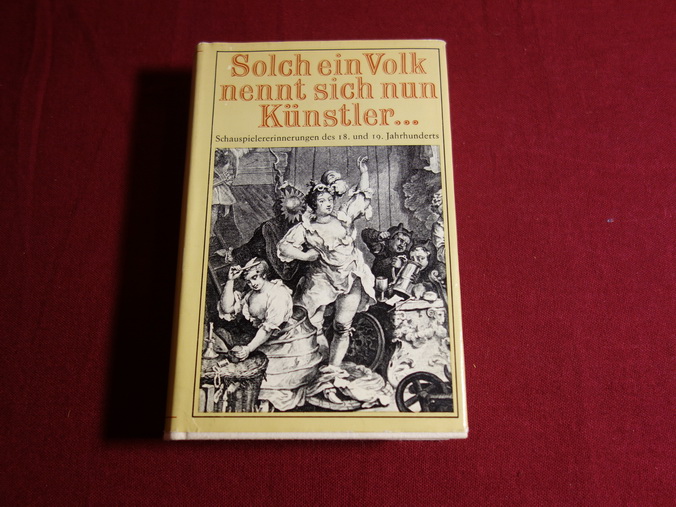 Solch ein Volk
nennt sich nun
Künstler...
Schauspielererinnerungen des 18. und 19. Jahrhunderts